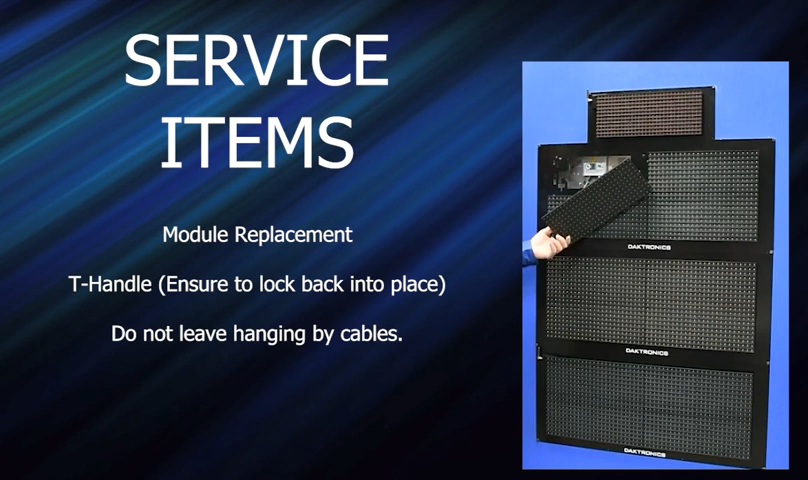 SERVICE
ITEMS
Module Replacement
T-Handle (Ensure to lock back into place)
Do not leave hanging by cables.
DAKTRONICS
DAKTRONICS
DAKTRONICS